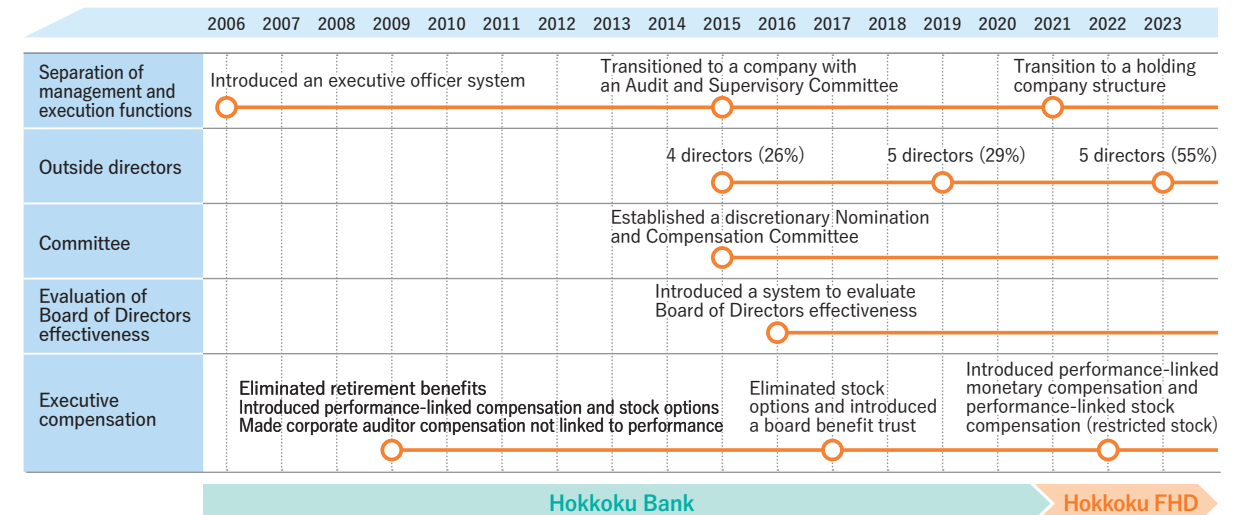 2006 2007 2008 2009 2010 2011 2012 2013 2014 2015 2016 2017 2018 2019 2020 2021 2022 2023
Separation of
management and
execution functions
Introduced an executive officer system
Transitioned to a company with
an Audit and Supervisory Committee
Transition to a holding
company structure
Outside directors
4 directors (26%)
5 directors (29%)
5 directors (55%)
Committee
Established a discretionary Nomination
and Compensation Committee
Evaluation of
Board of Directors
effectiveness
Introduced a system to evaluate
Board of Directors effectiveness
Executive
compensation
Eliminated retirement benefits
Introduced performance-linked compensation and stock options
Made corporate auditor compensation not linked to performance
Eliminated stock
options and introduced
a board benefit trust
Introduced performance-linked
monetary compensation and
performance-linked stock
compensation (restricted stock)
Hokkoku Bank
Hokkoku FHD